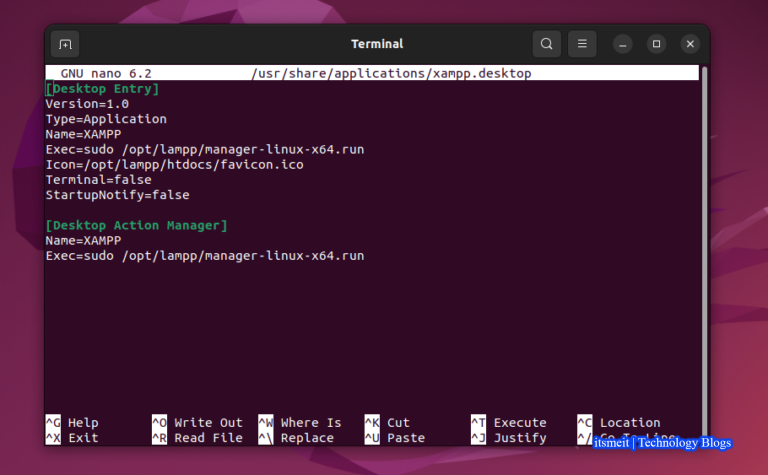 Terminal
GNU nano 6.2 /usr/share/applications/xampp.desktop
[Desktop Entry]
Version=1.0
Type=Application
Name=XAMPP
Exec=sudo /opt/lampp/manager-linux-x64.run
Icon=/opt/lampp/htdocs/favicon.ico
Terminal=false
StartupNotify=false
[Desktop Action Manager]
Name=XAMPP
Exec=sudo /opt/lampp/manager-linux-x64.run
^G Help ^O Write Out ^W Where Is ^K Cut ^T Execute ^C Location
^X Exit ^R Read File ^\ Replace ^U Paste ^J Justify ^/ Go To Line
itsmeit | Technology Blogs